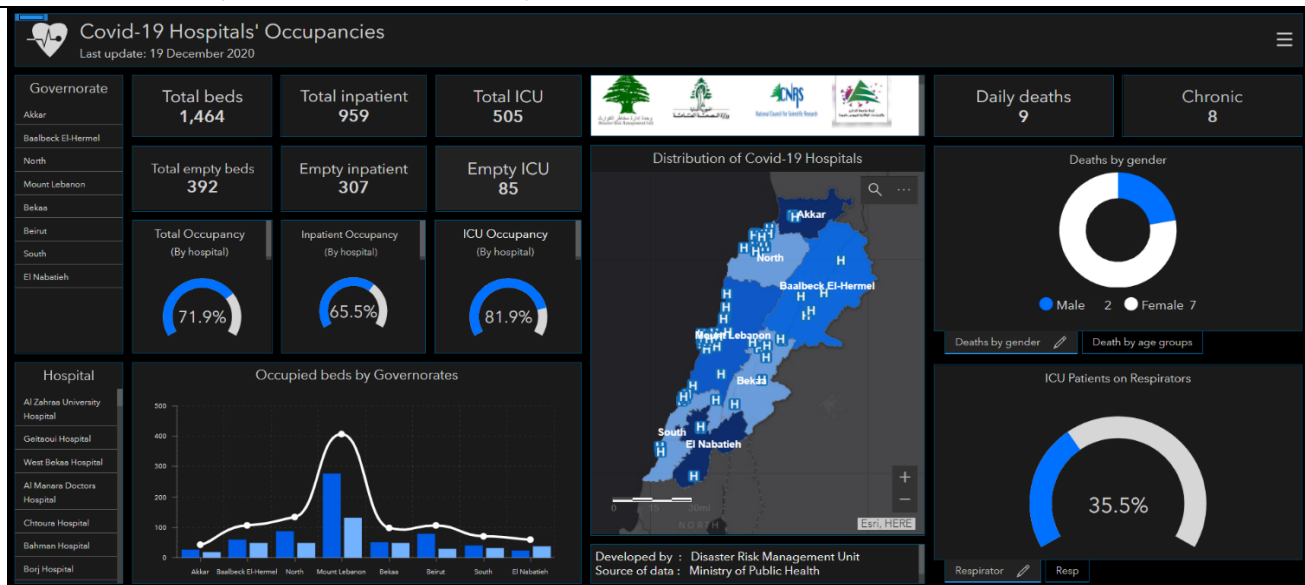 Covid-19 Hospitals' Occupancies
Last update: 19 December 2020
Governorate
Akkar
Baalbeck El-Hermel
North
Mount Lebanon
Bekaa
Beirut
South
El Nabatieh
Total beds
1,464
Total inpatient
959
Total ICU
505
Total empty beds
392
Empty inpatient
307
Empty ICU
85
Total Occupancy
(By hospital)
71.9%
Inpatient Occupancy
(By hospital)
65.5%
ICU Occupancy
(By hospital)
81.9%
Hospital
Al Zahraa University
Hospital
Geitaoui Hospital
West Bekaa Hospital
Al Manara Doctors
Hospital
Chtoura Hospital
Bahman Hospital
Borj Hospital
Occupied beds by Governorates
500
400
300
200
100
0
Akkar Baalbeck El-Hermel North Mount Lebanon Bekaa Beirut South El Nabatieh
CNRS
Distribution of Covid-19 Hospitals
Akkar
North
Baalbeck El-Hermel
Mount Lebanon
Bekaa
South
El Nabatieh
0 15 30mi
NORTH
Esri, HERE
Developed by : Disaster Risk Management Unit
Source of data : Ministry of Public Health
Daily deaths
9
Chronic
8
Deaths by gender
Male 2 Female 7
Deaths by gender Death by age groups
ICU Patients on Respirators
35.5%
Respirator Resp